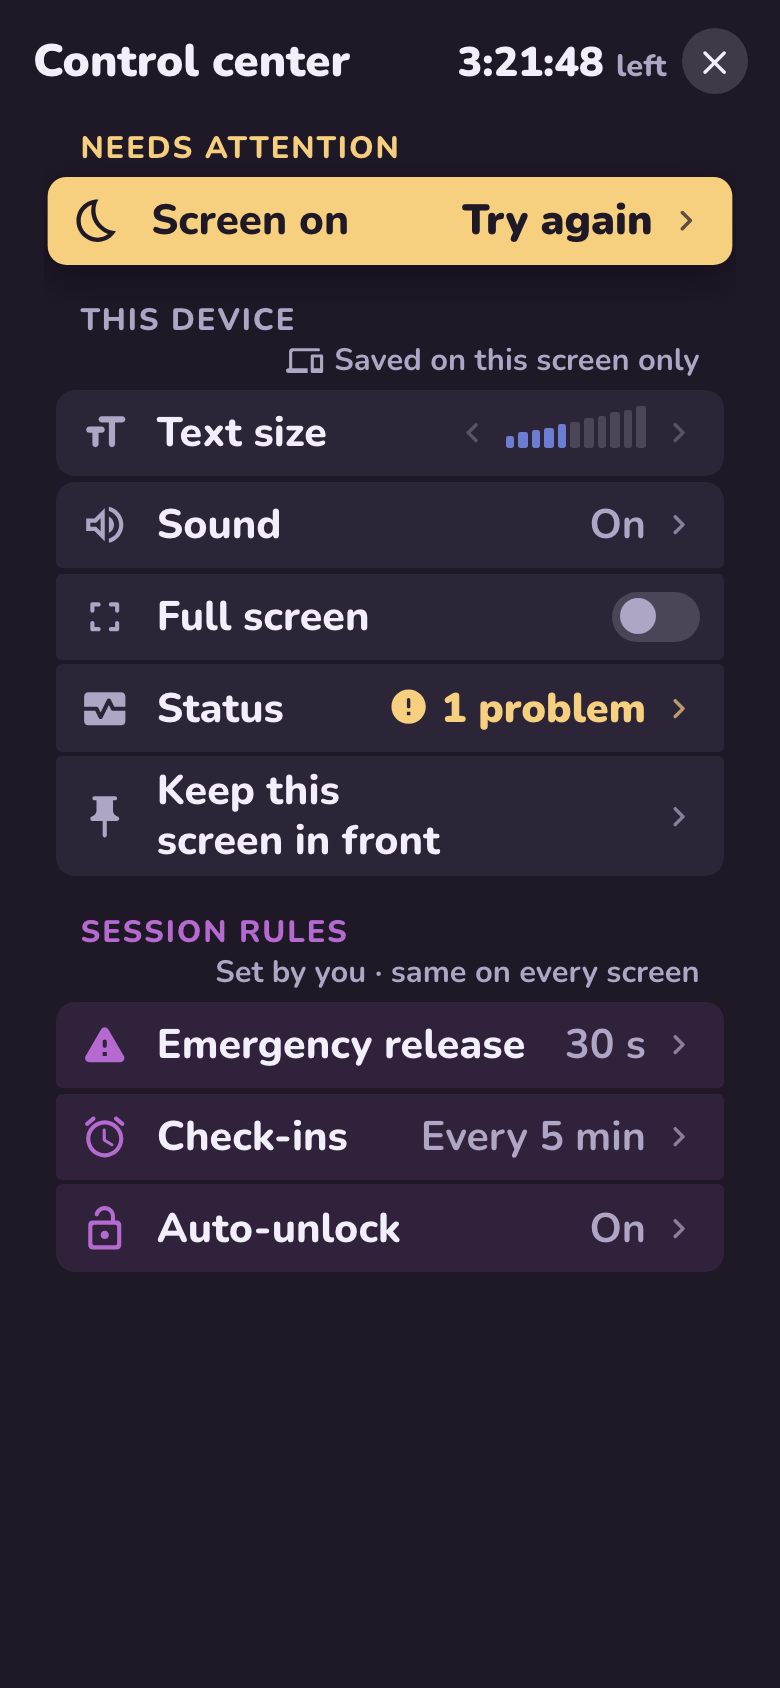 Control center 3:21:48 left
NEEDS ATTENTION
Screen on Try again
THIS DEVICE
Saved on this screen only
Text size
Sound On
Full screen
Status 1 problem
Keep this
screen in front
SESSION RULES
Set by you · same on every screen
Emergency release 30 s
Check-ins Every 5 min
Auto-unlock On